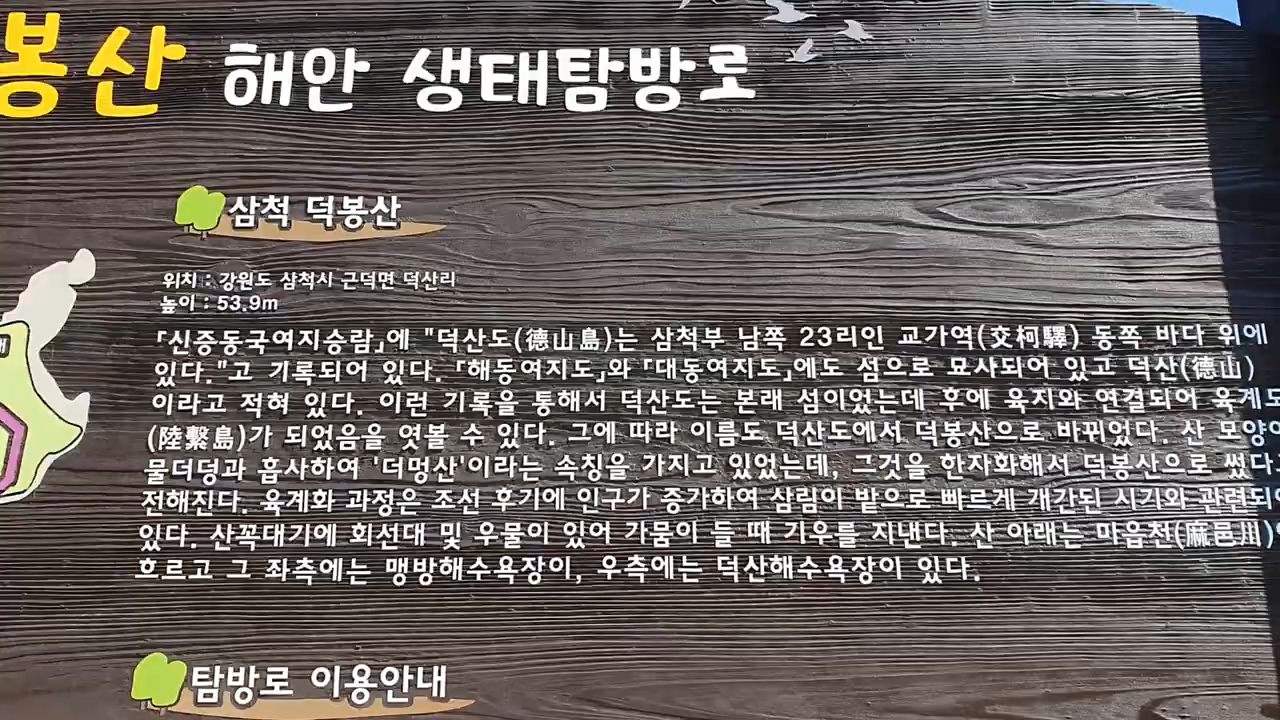 봉산 해안 생태탐방로
삼척 덕봉산
위치 : 강원도 삼척시 근덕면 덕산리
높이 : 53.9m
「신증동국여지승람」에 "덕산도(德山島)는 삼척부 남쪽 23리인 교가역(交柯驛) 동쪽 바다 위에
있다."고 기록되어 있다. 「해동여지도」와 「대동여지도」에도 섬으로 묘사되어 있고 덕산(德山)
이라고 적혀 있다. 이런 기록을 통해서 덕산도는 본래 섬이었는데 후에 육지와 연결되어 육계도
(陸繫島)가 되었음을 엿볼 수 있다. 그에 따라 이름도 덕산도에서 덕봉산으로 바뀌었다. 산 모양이
물더덩과 흡사하여 '더멍산'이라는 속칭을 가지고 있었는데, 그것을 한자화해서 덕봉산으로 썼다
전해진다. 육계화 과정은 조선 후기에 인구가 증가하여 삼림이 밭으로 빠르게 개간된 시기와 관련되어
있다. 산꼭대기에 회선대 및 우물이 있어 가뭄이 들 때 기우를 지낸다. 산 아래는 마읍천(麻邑川)
흐르고 그 좌측에는 맹방해수욕장이, 우측에는 덕산해수욕장이 있다.
탐방로 이용안내